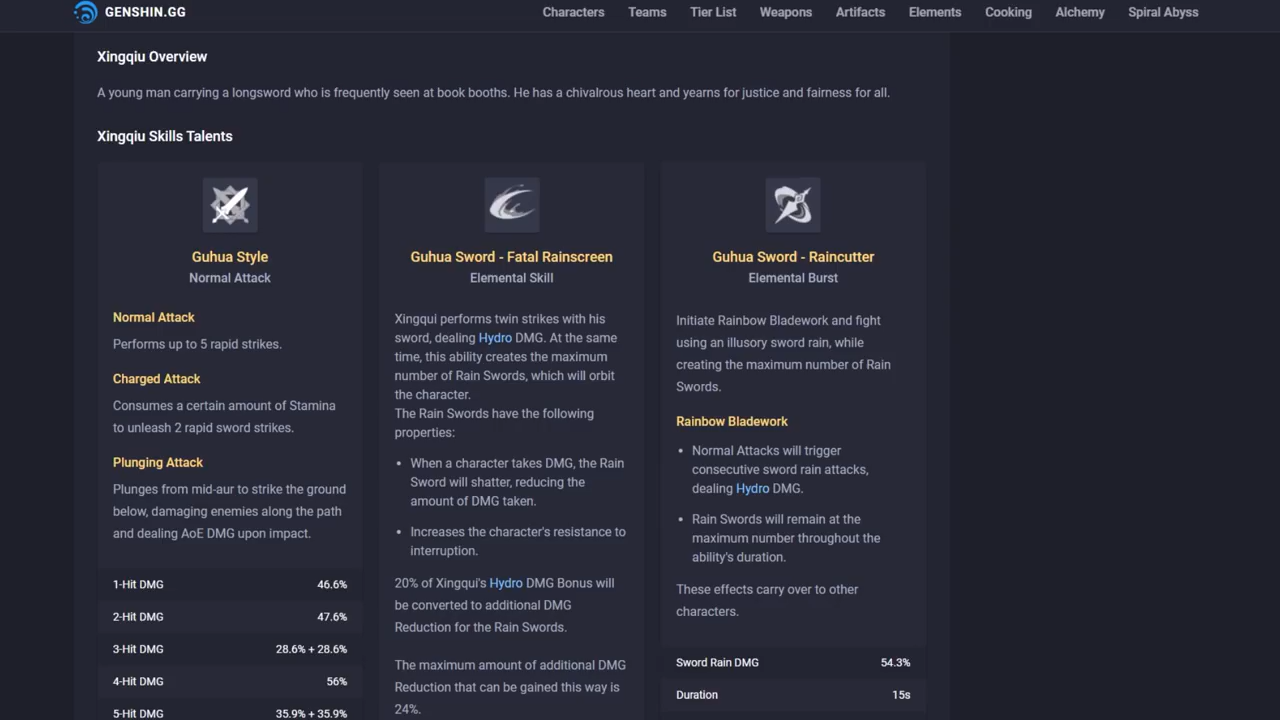 GENSHIN.GG
Characters Teams Tier List Weapons Artifacts Elements Cooking Alchemy Spiral Abyss
Xingqiu Overview
A young man carrying a longsword who is frequently seen at book booths. He has a chivalrous heart and yearns for justice and fairness for all.
Xingqiu Skills Talents
Guhua Style
Normal Attack
Normal Attack
Performs up to 5 rapid strikes.
Charged Attack
Consumes a certain amount of Stamina
to unleash 2 rapid sword strikes.
Plunging Attack
Plunges from mid-aur to strike the ground
below, damaging enemies along the path
and dealing AoE DMG upon impact.
1-Hit DMG 46.6%
2-Hit DMG 47.6%
3-Hit DMG 28.6% + 28.6%
4-Hit DMG 56%
5-Hit DMG 35.9% + 35.9%
Guhua Sword - Fatal Rainscreen
Elemental Skill
Xingqui performs twin strikes with his
sword, dealing Hydro DMG. At the same
time, this ability creates the maximum
number of Rain Swords, which will orbit
the character.
The Rain Swords have the following
properties:
• When a character takes DMG, the Rain
Sword will shatter, reducing the
amount of DMG taken.
• Increases the character's resistance to
interruption.
20% of Xingqui's Hydro DMG Bonus will
be converted to additional DMG
Reduction for the Rain Swords.
The maximum amount of additional DMG
Reduction that can be gained this way is
24%.
Guhua Sword - Raincutter
Elemental Burst
Initiate Rainbow Bladework and fight
using an illusory sword rain, while
creating the maximum number of Rain
Swords.
Rainbow Bladework
• Normal Attacks will trigger
consecutive sword rain attacks,
dealing Hydro DMG.
• Rain Swords will remain at the
maximum number throughout the
ability's duration.
These effects carry over to other
characters.
Sword Rain DMG 54.3%
Duration 15s